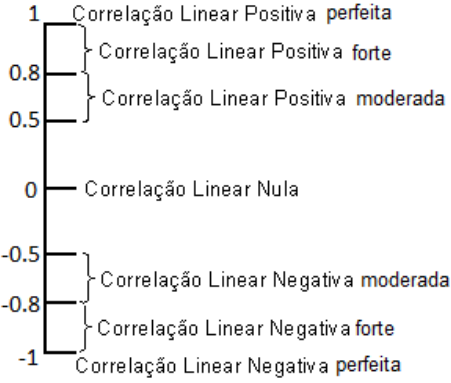 1 Correlação Linear Positiva perfeita
Correlação Linear Positiva forte
0.8
Correlação Linear Positiva moderada
0.5
0 Correlação Linear Nula
-0.5
Correlação Linear Negativa moderada
-0.8
Correlação Linear Negativa forte
-1
Correlação Linear Negativa perfeita